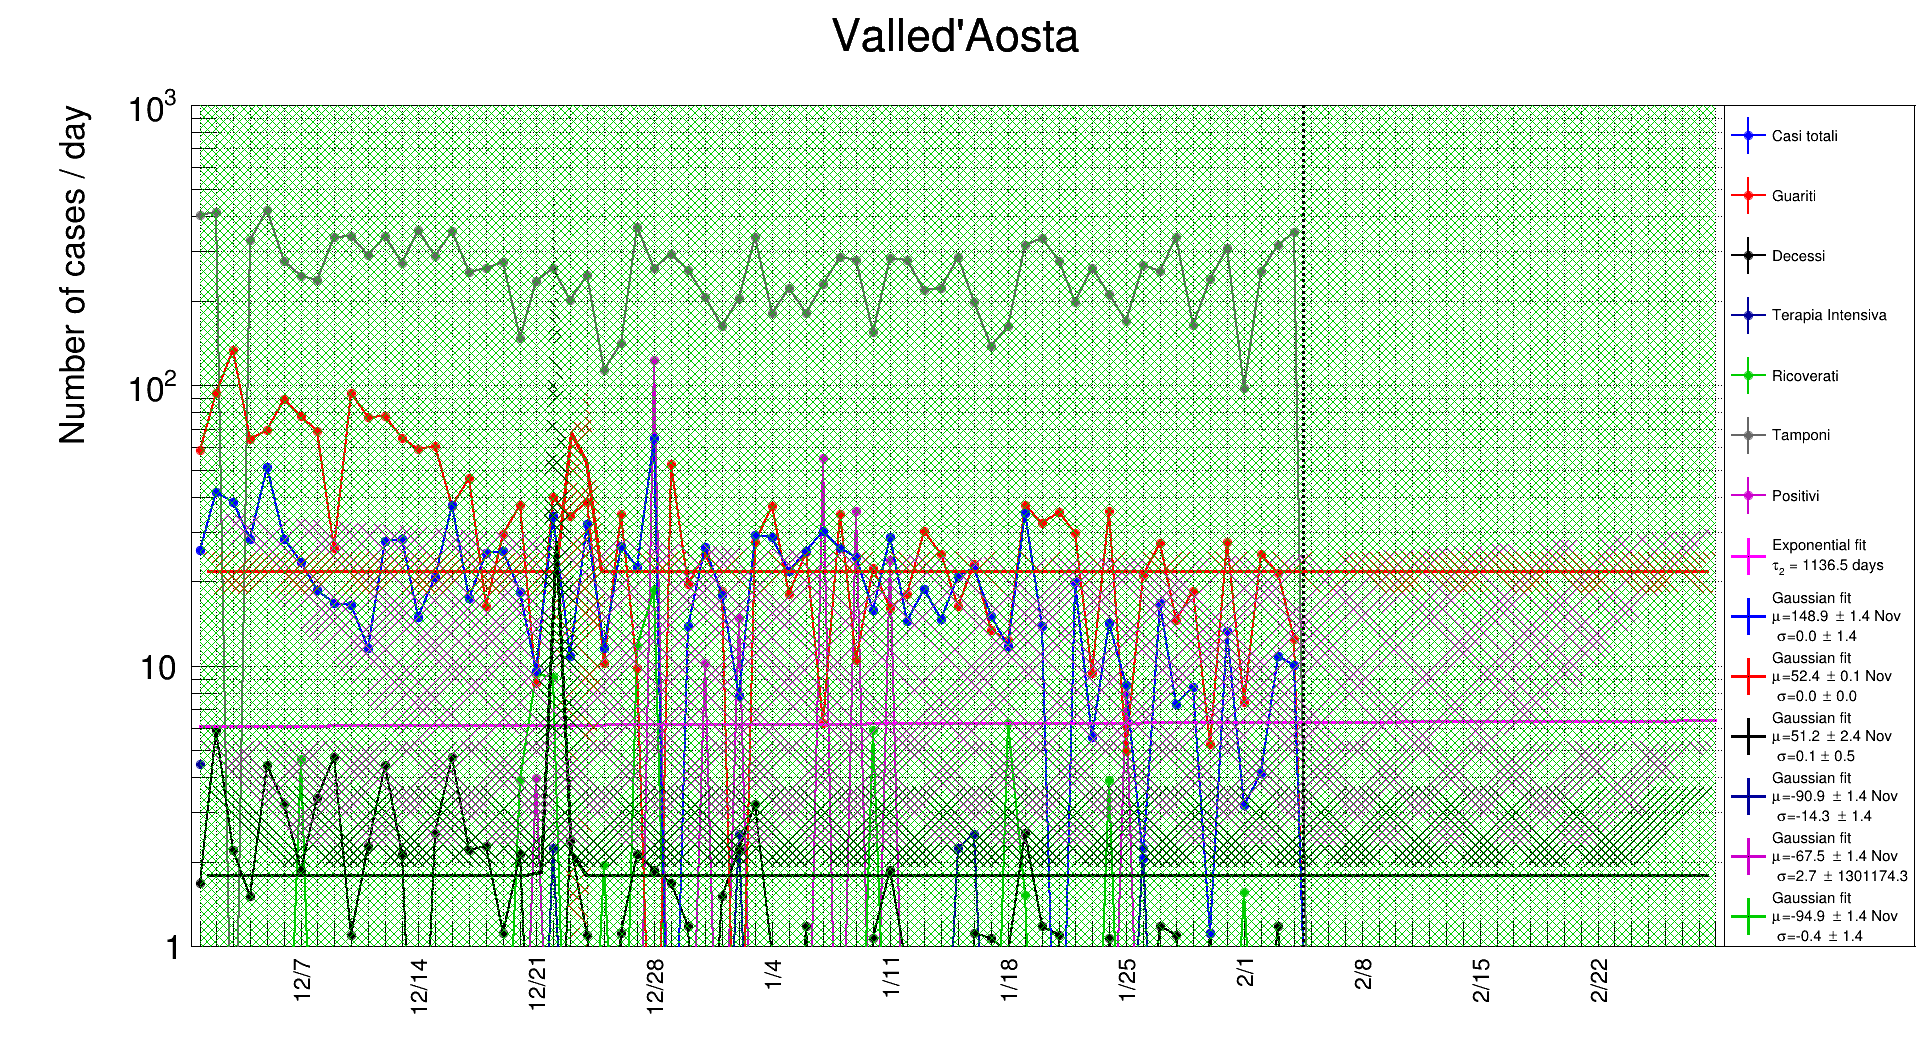 Valled'Aosta
Number of cases / day
10³
10²
10
1
12/7
12/14
12/21
12/28
1/4
1/11
1/18
1/25
2/1
2/8
2/15
2/22
Casi totali
Guariti
Decessi
Terapia Intensiva
Ricoverati
Tamponi
Positivi
Exponential fit
τ₂ = 1136.5 days
Gaussian fit
μ=148.9 ± 1.4 Nov
σ=0.0 ± 1.4
Gaussian fit
μ=52.4 ± 0.1 Nov
σ=0.0 ± 0.0
Gaussian fit
μ=51.2 ± 2.4 Nov
σ=0.1 ± 0.5
Gaussian fit
μ=-90.9 ± 1.4 Nov
σ=-14.3 ± 1.4
Gaussian fit
μ=-67.5 ± 1.4 Nov
σ=2.7 ± 1301174.3
Gaussian fit
μ=-94.9 ± 1.4 Nov
σ=-0.4 ± 1.4